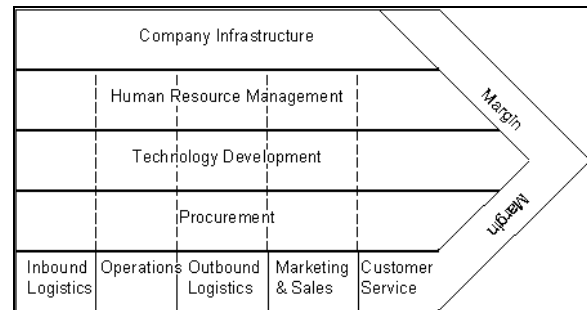 Company Infrastructure
Human Resource Management
Technology Development
Procurement
Inbound Logistics
Operations
Outbound Logistics
Marketing & Sales
Customer Service
Margin
Margin